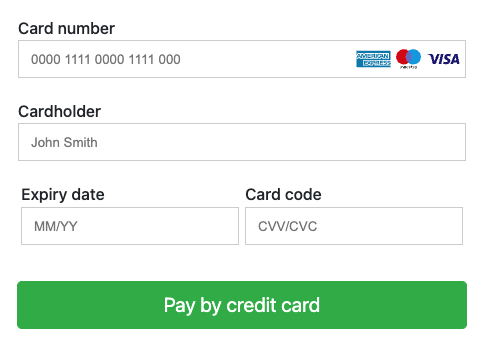 Card number
0000 1111 0000 1111 000 AMERICAN EXPRESS maestro VISA
Cardholder
John Smith
Expiry date Card code
MM/YY CVV/CVC
Pay by credit card